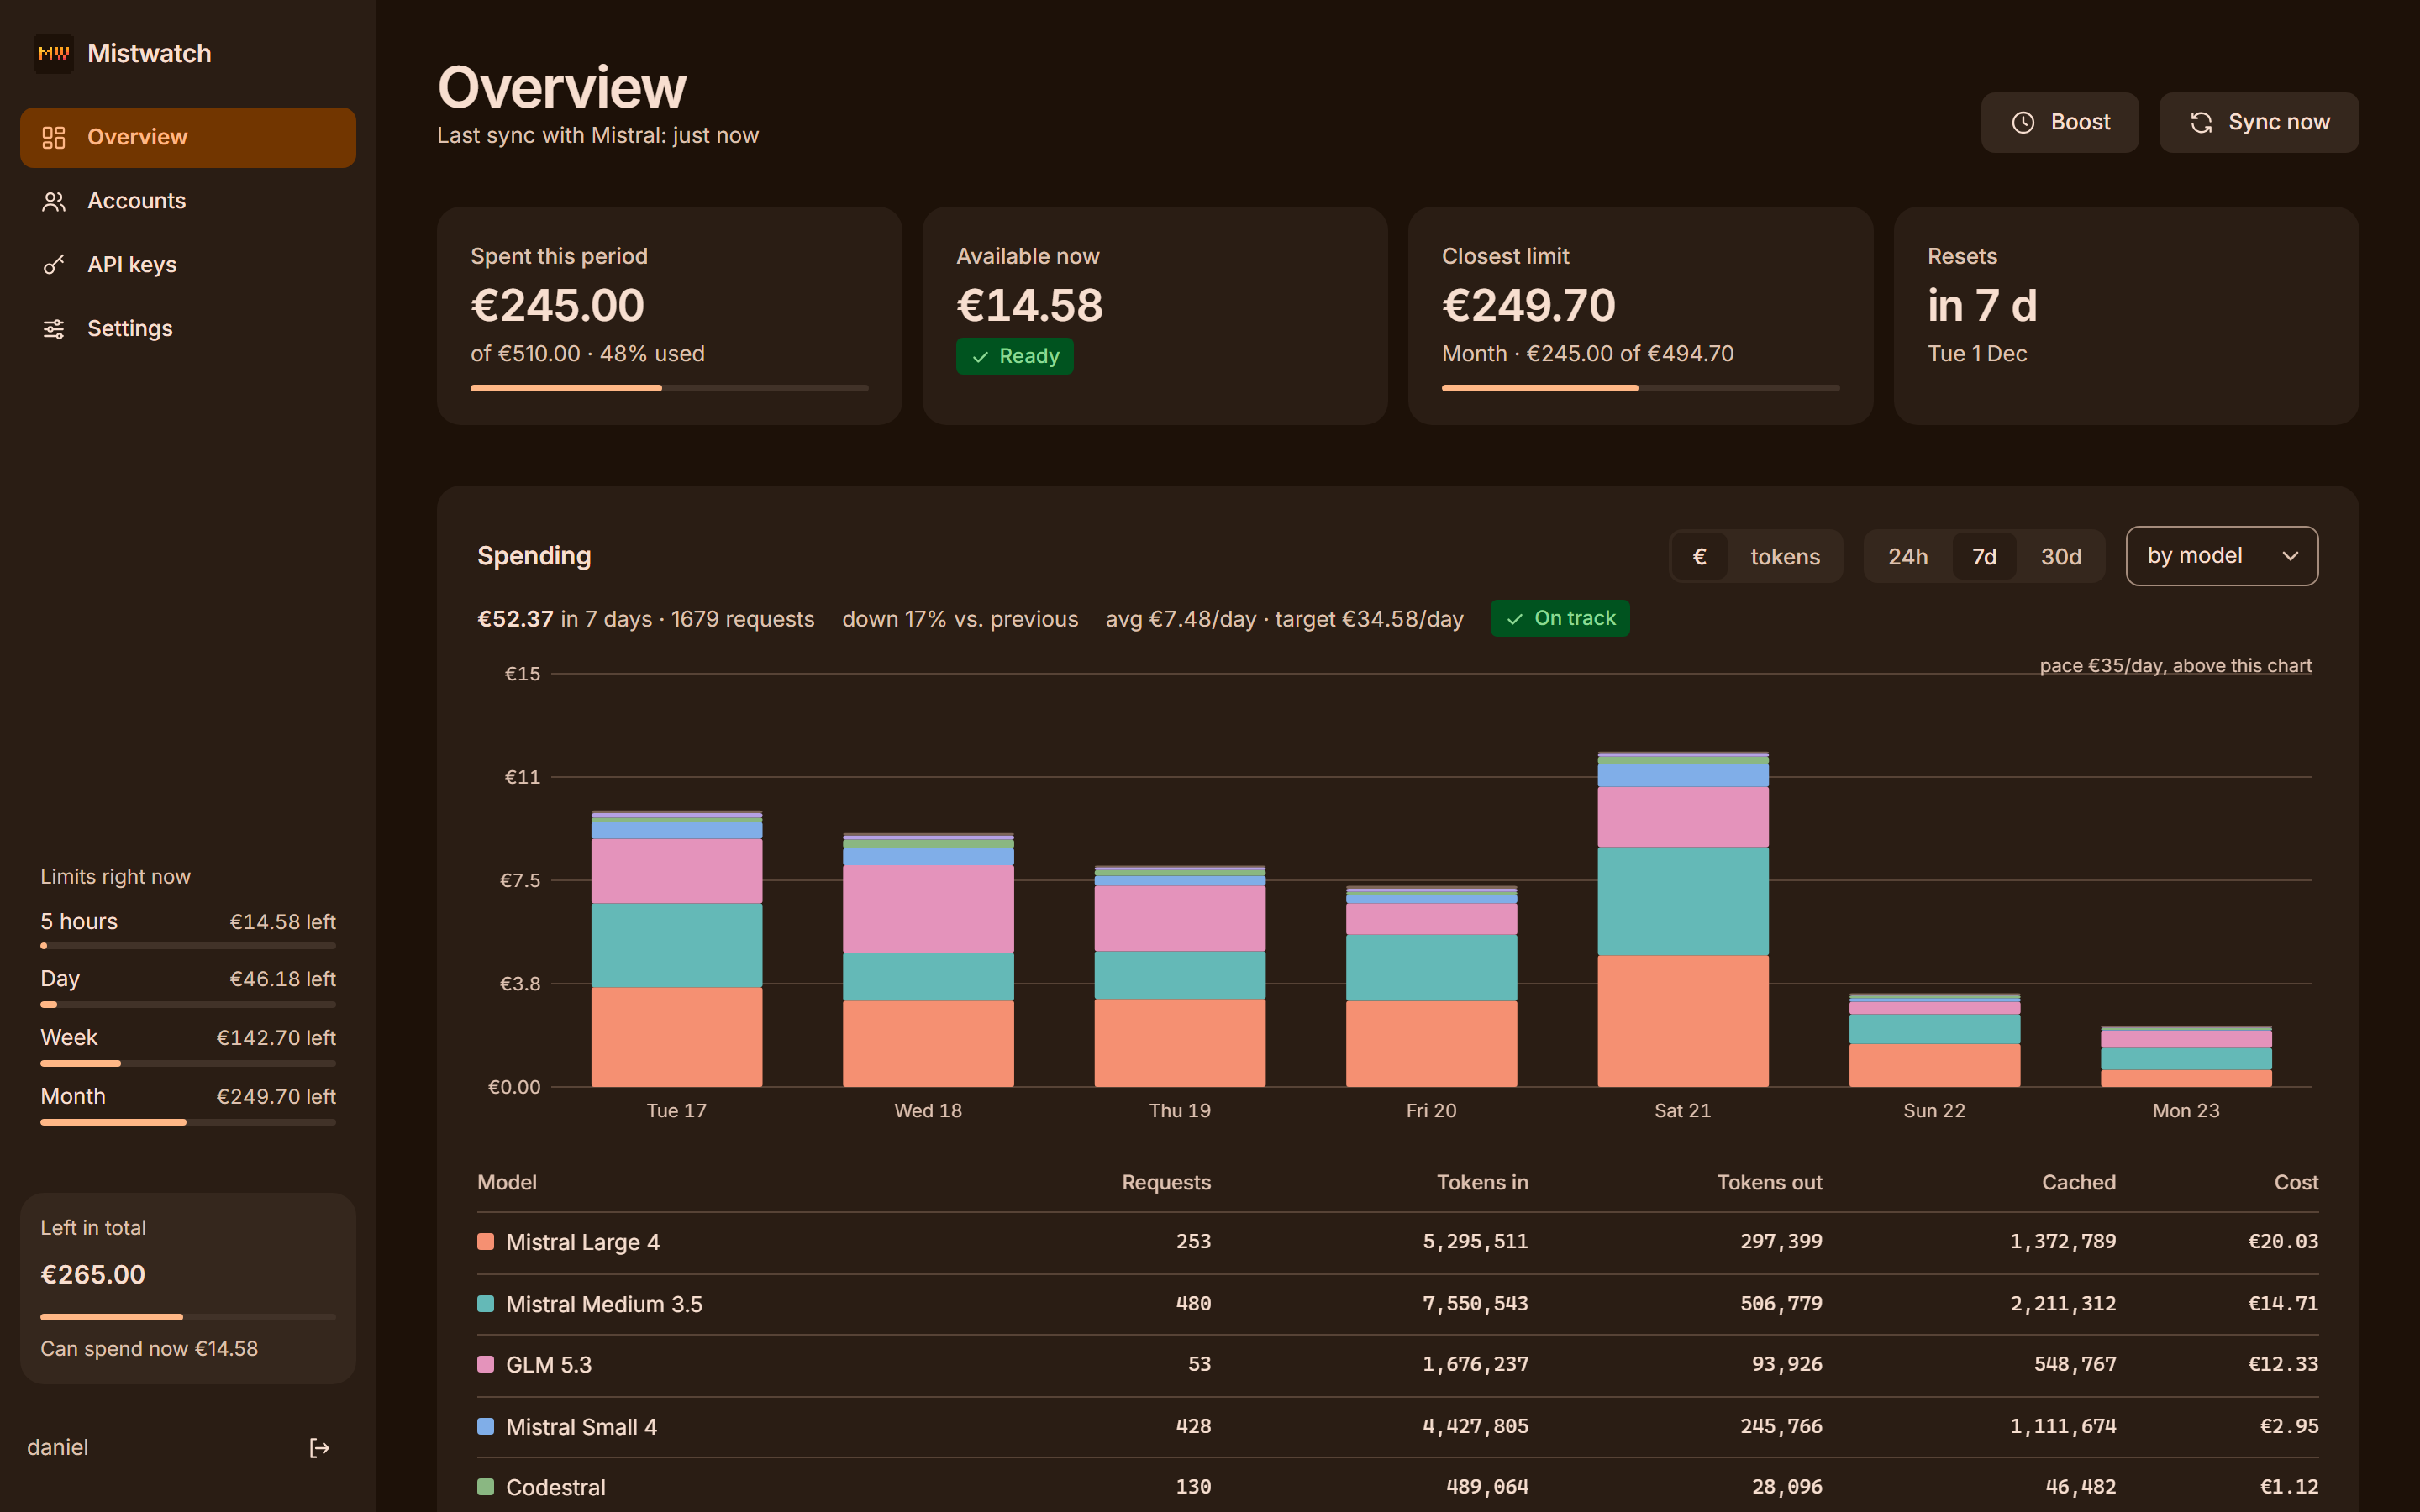 MW Mistwatch
Overview
Accounts
API keys
Settings
Limits right now
5 hours €14.58 left
Day €46.18 left
Week €142.70 left
Month €249.70 left
Left in total
€265.00
Can spend now €14.58
daniel
Overview
Last sync with Mistral: just now
Boost
Sync now
Spent this period
€245.00
of €510.00 · 48% used
Available now
€14.58
Ready
Closest limit
€249.70
Month · €245.00 of €494.70
Resets
in 7 d
Tue 1 Dec
Spending
€ tokens
24h 7d 30d
by model
€52.37 in 7 days · 1679 requests down 17% vs. previous avg €7.48/day · target €34.58/day On track
pace €35/day, above this chart
€15
€11
€7.5
€3.8
€0.00
Tue 17 Wed 18 Thu 19 Fri 20 Sat 21 Sun 22 Mon 23
Model Requests Tokens in Tokens out Cached Cost
Mistral Large 4 253 5,295,511 297,399 1,372,789 €20.03
Mistral Medium 3.5 480 7,550,543 506,779 2,211,312 €14.71
GLM 5.3 53 1,676,237 93,926 548,767 €12.33
Mistral Small 4 428 4,427,805 245,766 1,111,674 €2.95
Codestral 130 489,064 28,096 46,482 €1.12